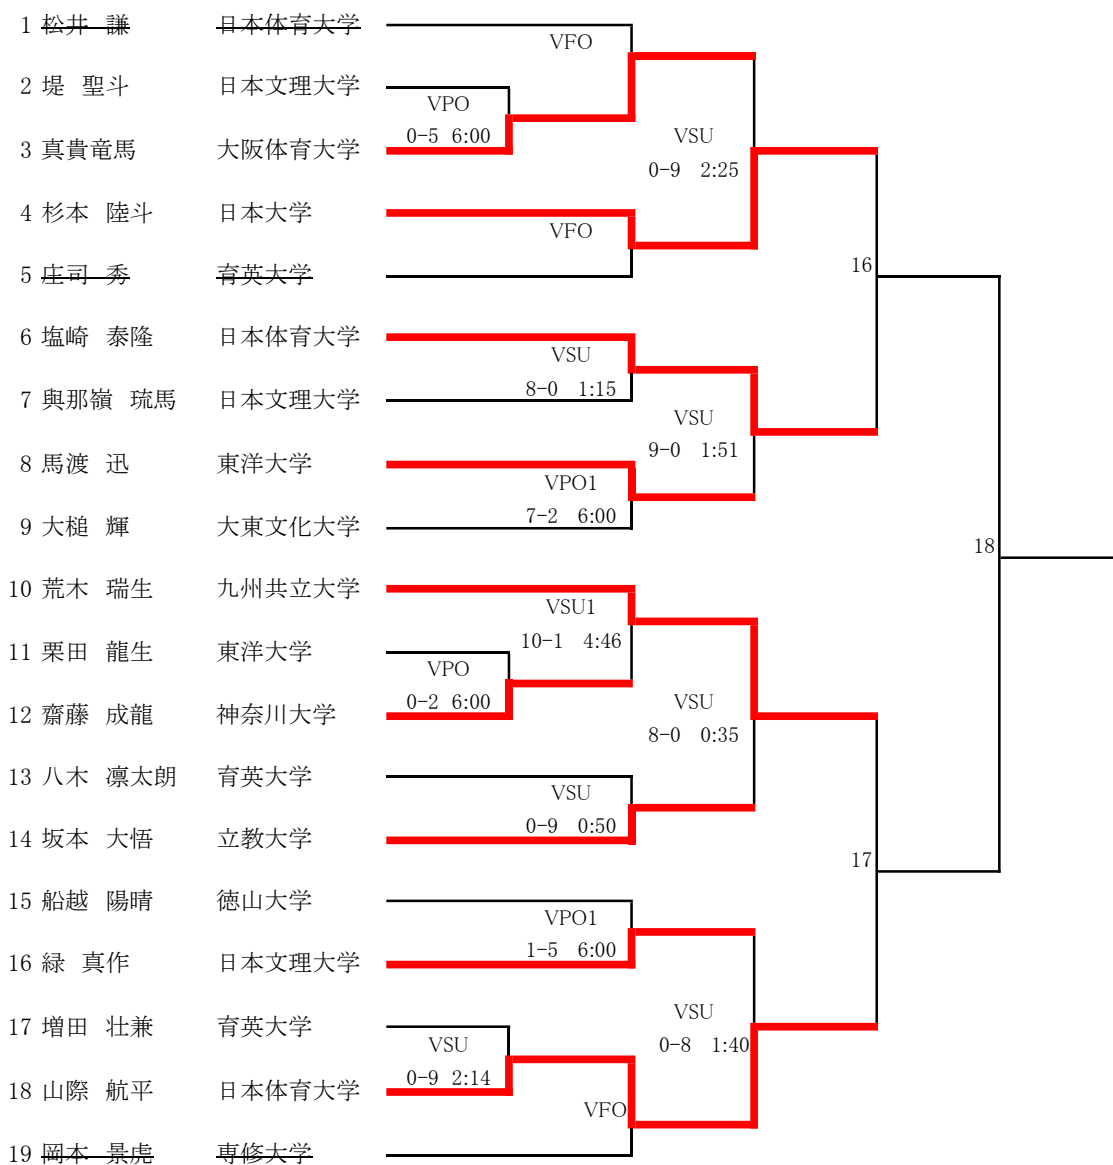 1 松井 謙 日本体育大学
VFO
2 堤 聖斗 日本文理大学
VPO
0-5 6:00
VSU
3 真貴竜馬 大阪体育大学
0-9 2:25
4 杉本 陸斗 日本大学
VFO
16
5 庄司 秀 育英大学
6 塩崎 泰隆 日本体育大学
VSU
8-0 1:15
7 與那嶺 琉馬 日本文理大学
VSU
9-0 1:51
8 馬渡 迅 東洋大学
VPO1
7-2 6:00
9 大槌 輝 大東文化大学
18
10 荒木 瑞生 九州共立大学
VSU1
10-1 4:46
11 栗田 龍生 東洋大学
VPO
0-2 6:00
VSU
12 齋藤 成龍 神奈川大学
8-0 0:35
13 八木 凛太朗 育英大学
VSU
0-9 0:50
14 坂本 大悟 立教大学
17
15 船越 陽晴 徳山大学
VPO1
1-5 6:00
16 緑 真作 日本文理大学
VSU
17 増田 壮兼 育英大学
VSU
0-8 1:40
0-9 2:14
18 山際 航平 日本体育大学
VFO
19 岡本 景虎 専修大学